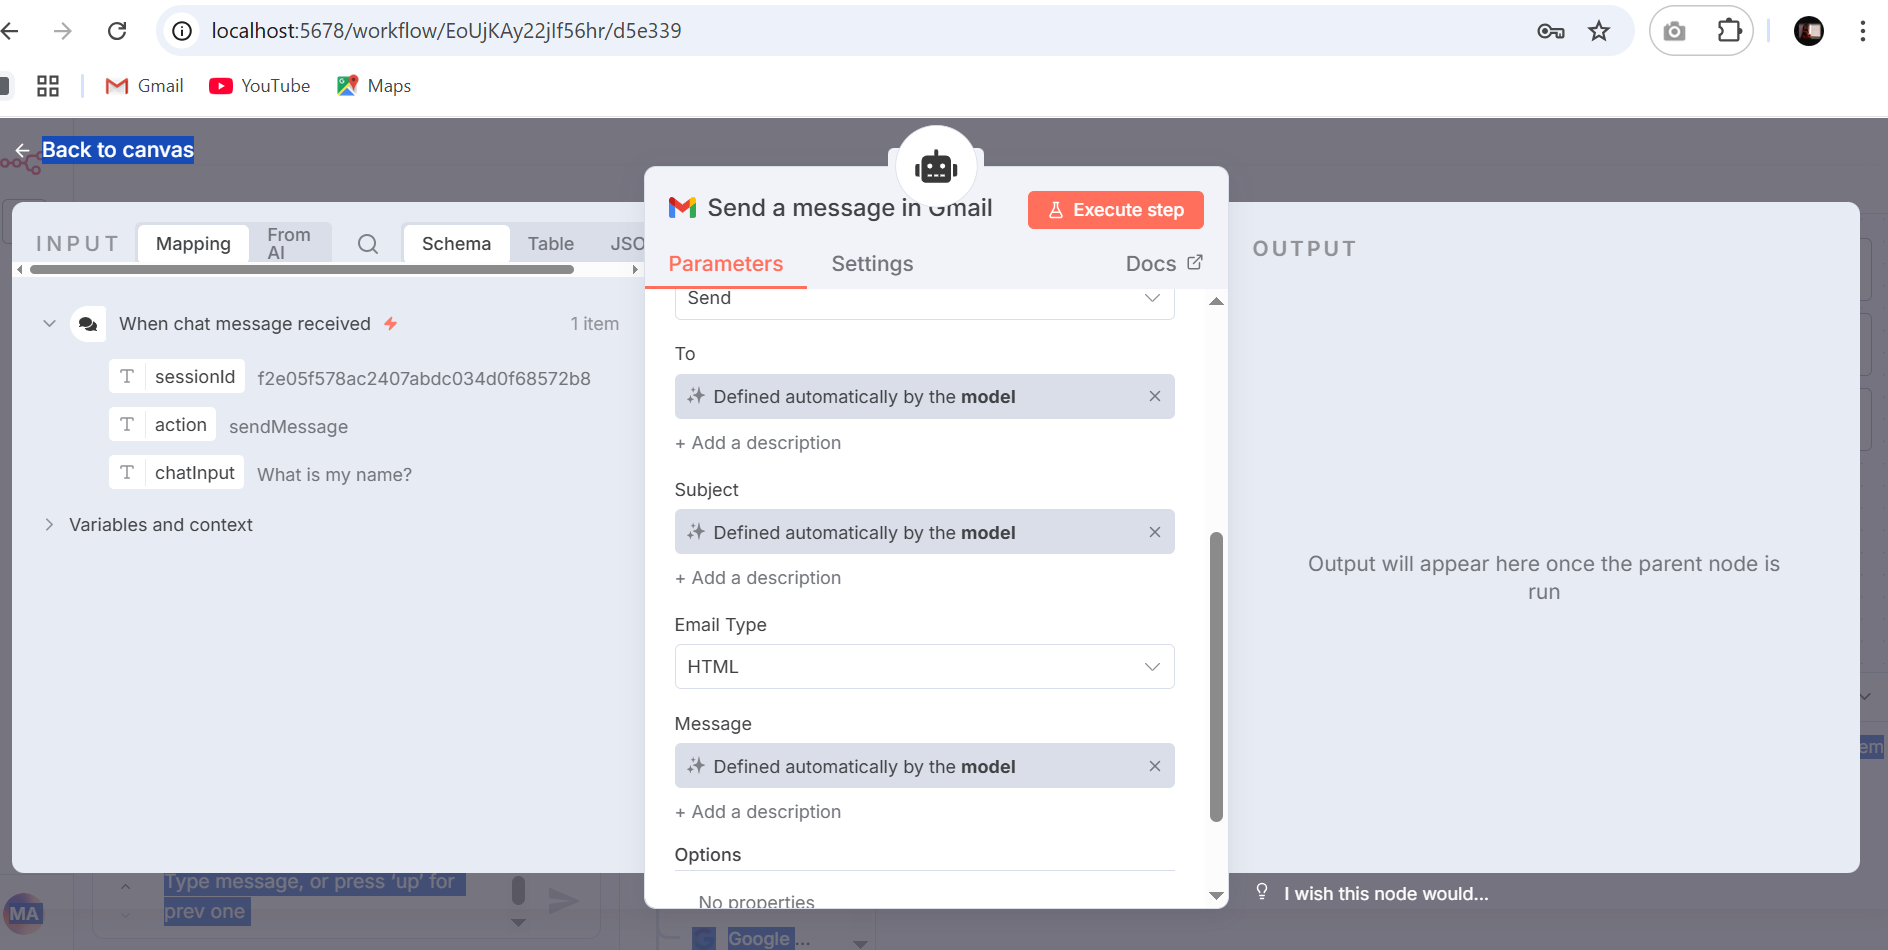 localhost:5678/workflow/EoUjKAy22jIf56hr/d5e339
Gmail
YouTube
Maps
Back to canvas
INPUT
Mapping
From AI
Schema
Table
JSO
When chat message received
1 item
T sessionId f2e05f578ac2407abdc034d0f68572b8
T action sendMessage
T chatInput What is my name?
Variables and context
Send a message in Gmail
Execute step
Parameters
Settings
Docs
Send
To
Defined automatically by the model
+ Add a description
Subject
Defined automatically by the model
+ Add a description
Email Type
HTML
Message
Defined automatically by the model
+ Add a description
Options
No properties
OUTPUT
Output will appear here once the parent node is
run
I wish this node would...
em
Type message, or press 'up' for
prev one
MA
Google ...